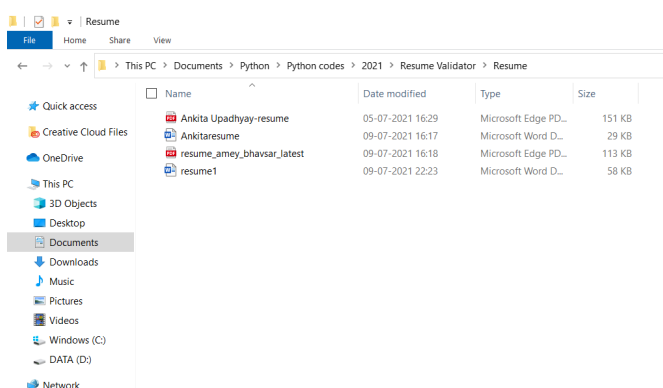 Resume
File Home Share View
This PC > Documents > Python > Python codes > 2021 > Resume Validator > Resume
Name Date modified Type Size
Quick access
Creative Cloud Files
OneDrive
This PC
3D Objects
Desktop
Documents
Downloads
Music
Pictures
Videos
Windows (C:)
DATA (D:)
Network
PDF Ankita Upadhyay-resume 05-07-2021 16:29 Microsoft Edge PD... 151 KB
Ankitaresume 09-07-2021 16:17 Microsoft Word D... 29 KB
PDF resume_amey_bhavsar_latest 09-07-2021 16:18 Microsoft Edge PD... 113 KB
resume1 09-07-2021 22:23 Microsoft Word D... 58 KB